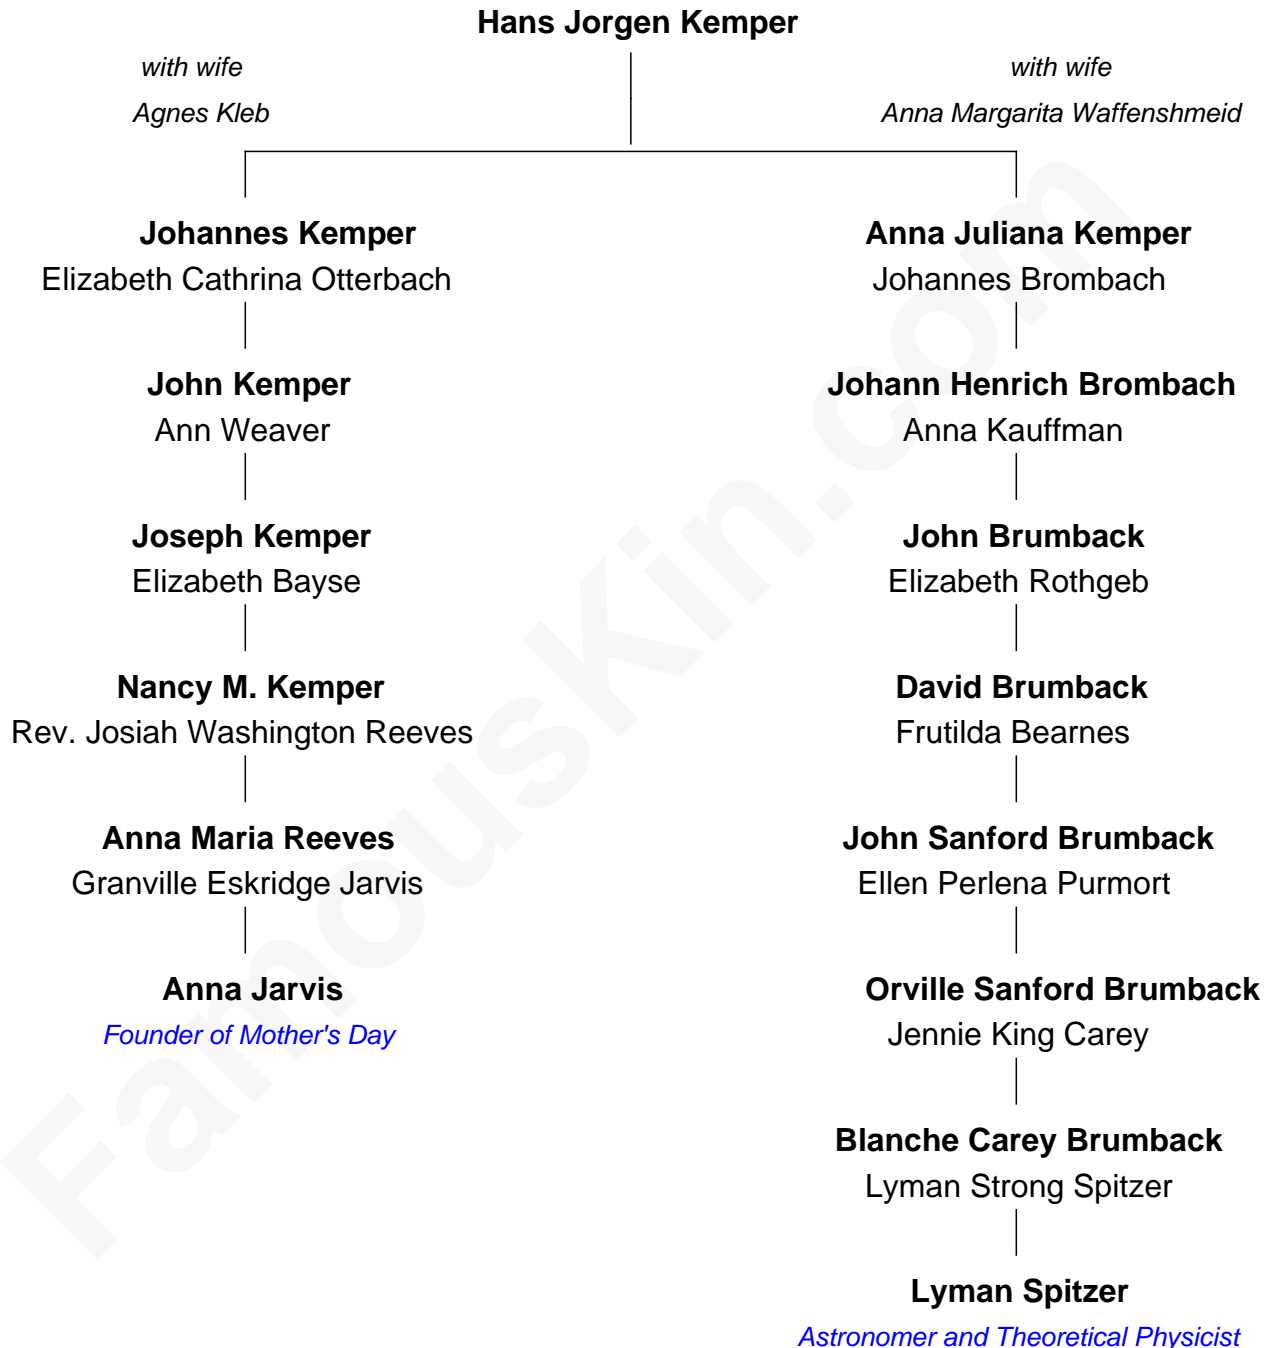 Hans Jorgen Kemper
with wife
Agnes Kleb
with wife
Anna Margarita Waffenshmeid
Johannes Kemper
Elizabeth Cathrina Otterbach
John Kemper
Ann Weaver
Joseph Kemper
Elizabeth Bayse
Nancy M. Kemper
Rev. Josiah Washington Reeves
Anna Maria Reeves
Granville Eskridge Jarvis
Anna Jarvis
Founder of Mother's Day
Anna Juliana Kemper
Johannes Brombach
Johann Henrich Brombach
Anna Kauffman
John Brumback
Elizabeth Rothgeb
David Brumback
Frutilda Bearnes
John Sanford Brumback
Ellen Perlena Purmort
Orville Sanford Brumback
Jennie King Carey
Blanche Carey Brumback
Lyman Strong Spitzer
Lyman Spitzer
Astronomer and Theoretical Physicist
FamousKin.com